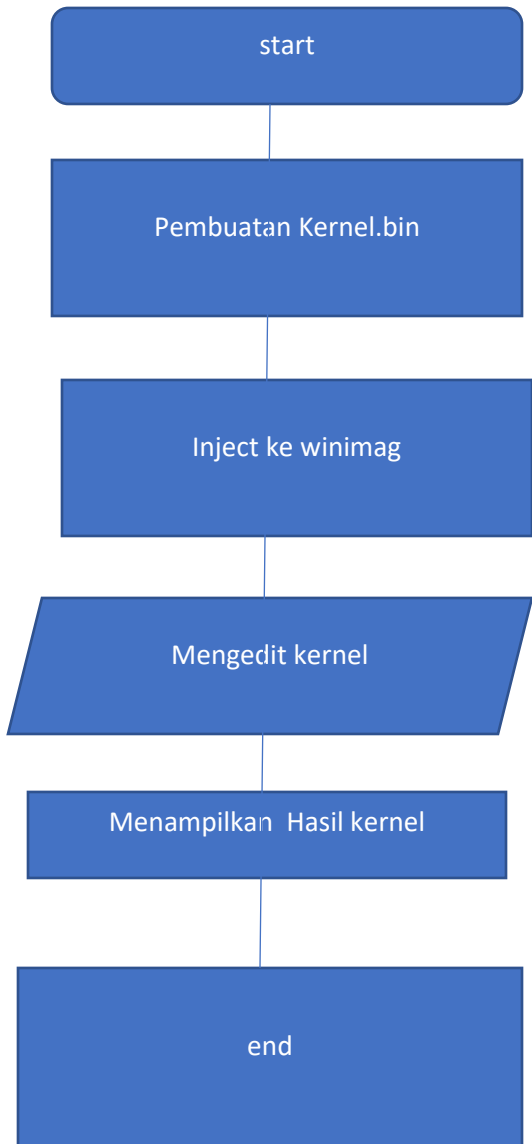 start
Pembuatan Kernel.bin
Inject ke winimag
Mengedit kernel
Menampilkan  Hasil kernel
end